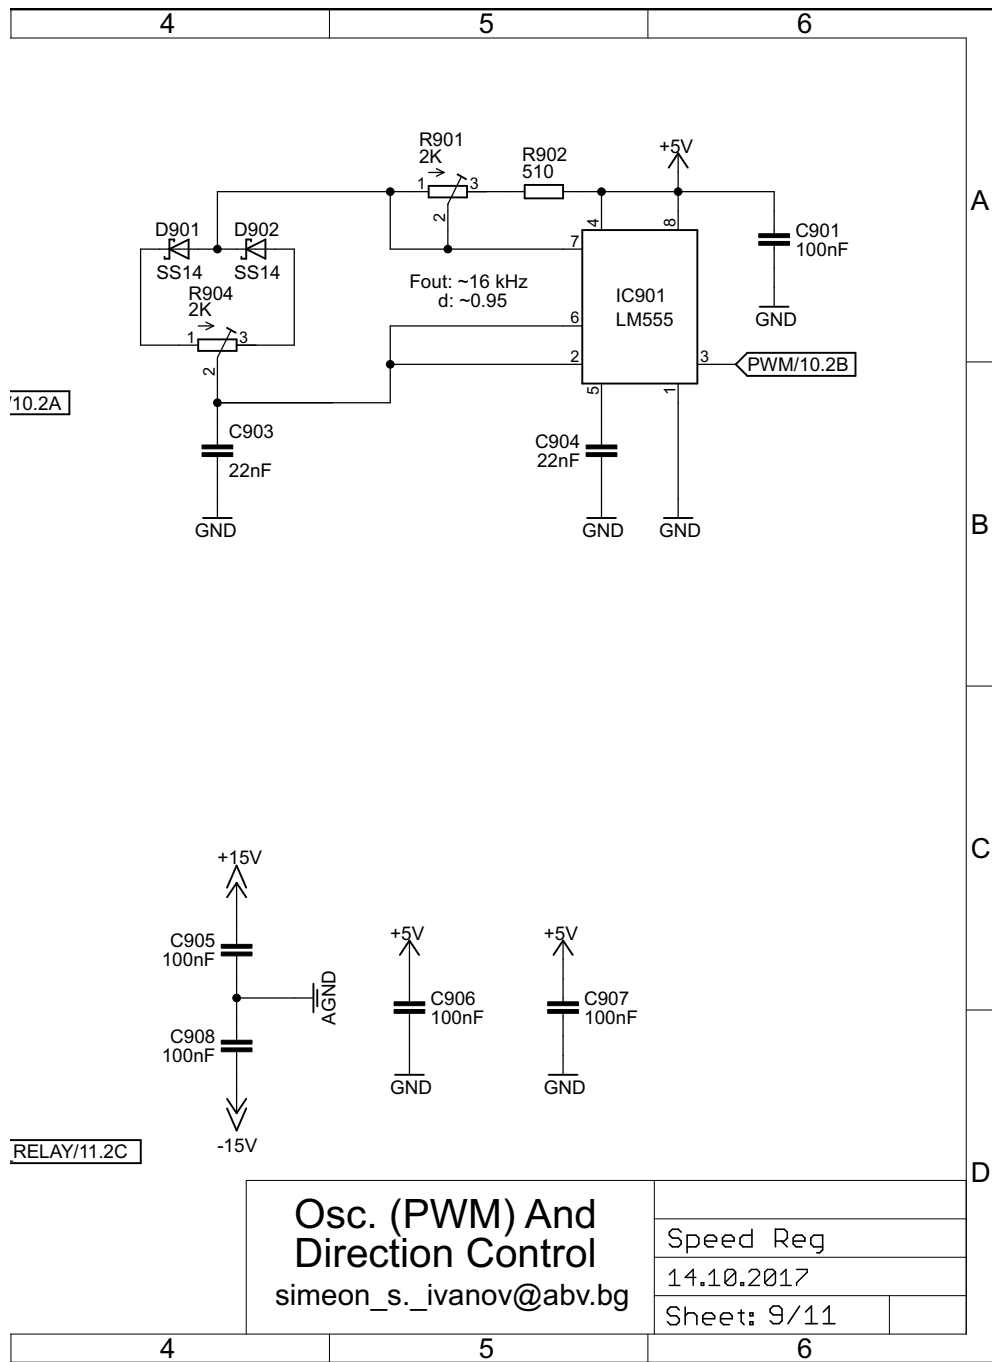 4 5 6
R901
2K
1 3
2
R902
510
+5V
A
D901 D902
SS14 SS14
4 8
7
C901
100nF
Fout: ~16 kHz
d: ~0.95
R904
2K
1 3
2
6
IC901
LM555
GND
2
3
PWM/10.2B
/10.2A
5 1
C903
22nF
C904
22nF
GND
GND GND
B
C
+15V
C905
100nF
AGND
+5V
+5V
C906
100nF
C907
100nF
C908
100nF
GND
GND
-15V
RELAY/11.2C
D
Osc. (PWM) And
Direction Control
simeon_s._ivanov@abv.bg
Speed Reg
14.10.2017
Sheet: 9/11
4 5 6